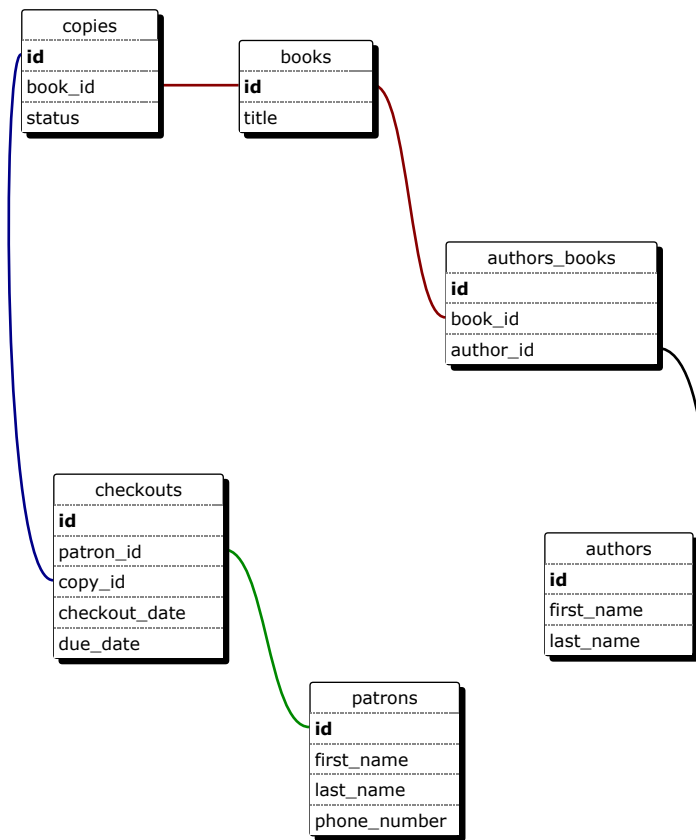 copies
id
book_id
status
books
id
title
authors_books
id
book_id
author_id
checkouts
id
patron_id
copy_id
checkout_date
due_date
authors
id
first_name
last_name
patrons
id
first_name
last_name
phone_number